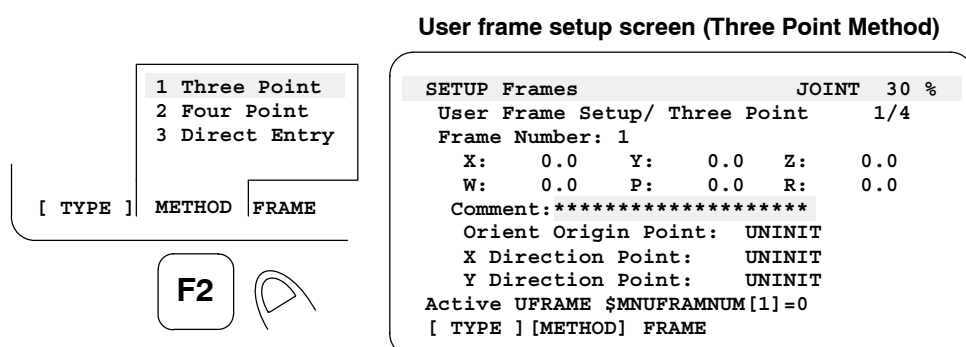 User frame setup screen (Three Point Method)
1 Three Point
2 Four Point
3 Direct Entry
[ TYPE ] METHOD FRAME
F2
SETUP Frames JOINT 30 %
User Frame Setup/ Three Point 1/4
Frame Number: 1
X: 0.0 Y: 0.0 Z: 0.0
W: 0.0 P: 0.0 R: 0.0
Comment:********************
Orient Origin Point: UNINIT
X Direction Point: UNINIT
Y Direction Point: UNINIT
Active UFRAME $MNUFRAMNUM[1]=0
[ TYPE ][METHOD] FRAME